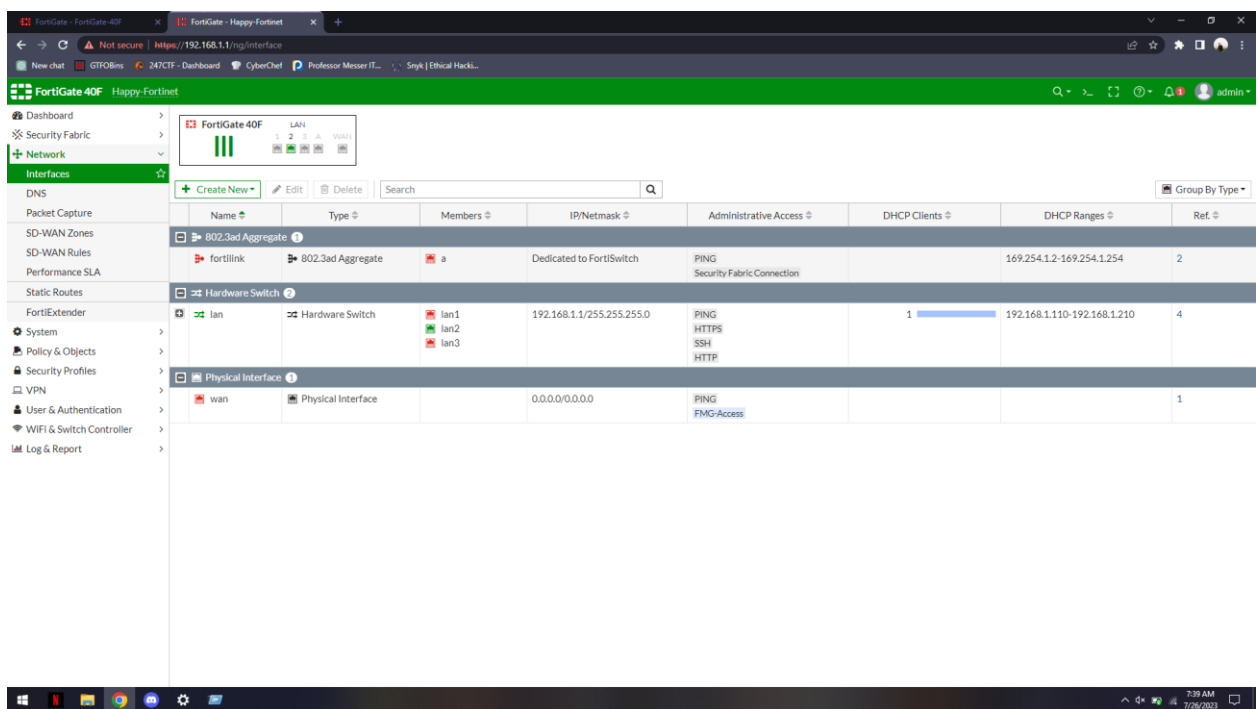 FortiGate - FortiGate-40F
FortiGate - Happy-Fortinet
Not secure | https://192.168.1.1/ng/interface
New chat GTFOBins 247CTF - Dashboard CyberChef Professor Messer IT... Snyk | Ethical Hacki...
FortiGate 40F Happy-Fortinet admin
1
Dashboard
Security Fabric
Network
Interfaces
DNS
Packet Capture
SD-WAN Zones
SD-WAN Rules
Performance SLA
Static Routes
FortiExtender
System
Policy & Objects
Security Profiles
VPN
User & Authentication
WiFi & Switch Controller
Log & Report
FortiGate 40F LAN
1 2 3 A WAN
Create New Edit Delete Search Group By Type
Name Type Members IP/Netmask Administrative Access DHCP Clients DHCP Ranges Ref.
802.3ad Aggregate 1
fortilink 802.3ad Aggregate a Dedicated to FortiSwitch PING 169.254.1.2-169.254.1.254 2
Security Fabric Connection
Hardware Switch 2
lan Hardware Switch lan1 192.168.1.1/255.255.255.0 PING 1 192.168.1.110-192.168.1.210 4
lan2 HTTPS
lan3 SSH
HTTP
Physical Interface 1
wan Physical Interface 0.0.0.0/0.0.0.0 PING 1
FMG-Access
7:39 AM
7/26/2023